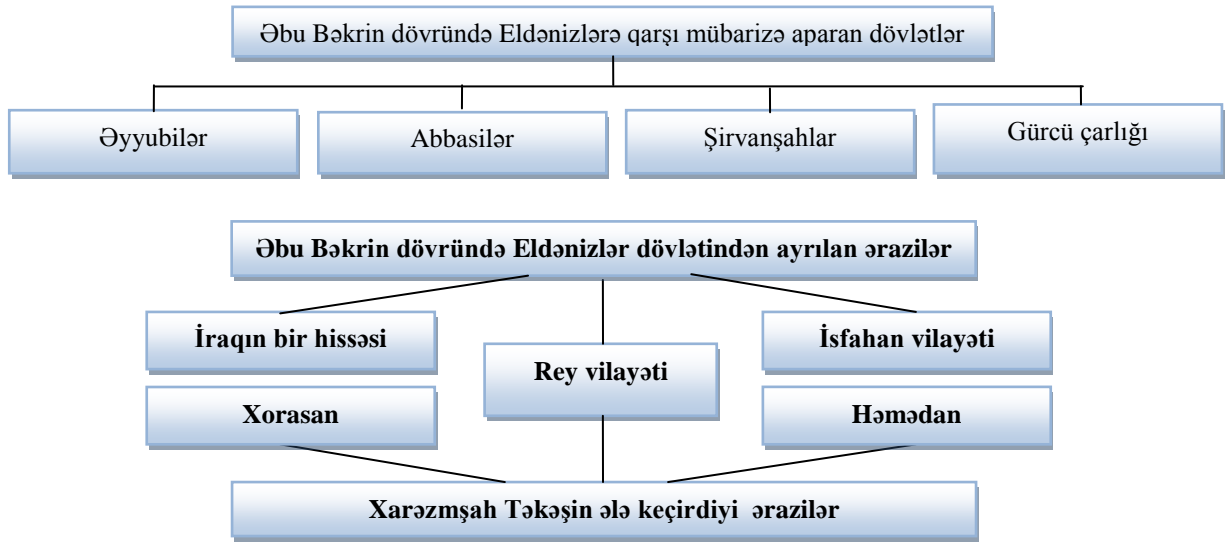 Əbu Bəkrin dövründə Eldənizlərə qarşı mübarizə aparan dövlətlər
Əyyubilər
Abbasilər
Şirvanşahlar
Gürcü çarlığı
Əbu Bəkrin dövründə Eldənizlər dövlətindən ayrılan ərazilər
İraqın bir hissəsi
Rey vilayəti
İsfahan vilayəti
Xorasan
Həmədan
Xarəzmşah Təkəşin ələ keçirdiyi ərazilər